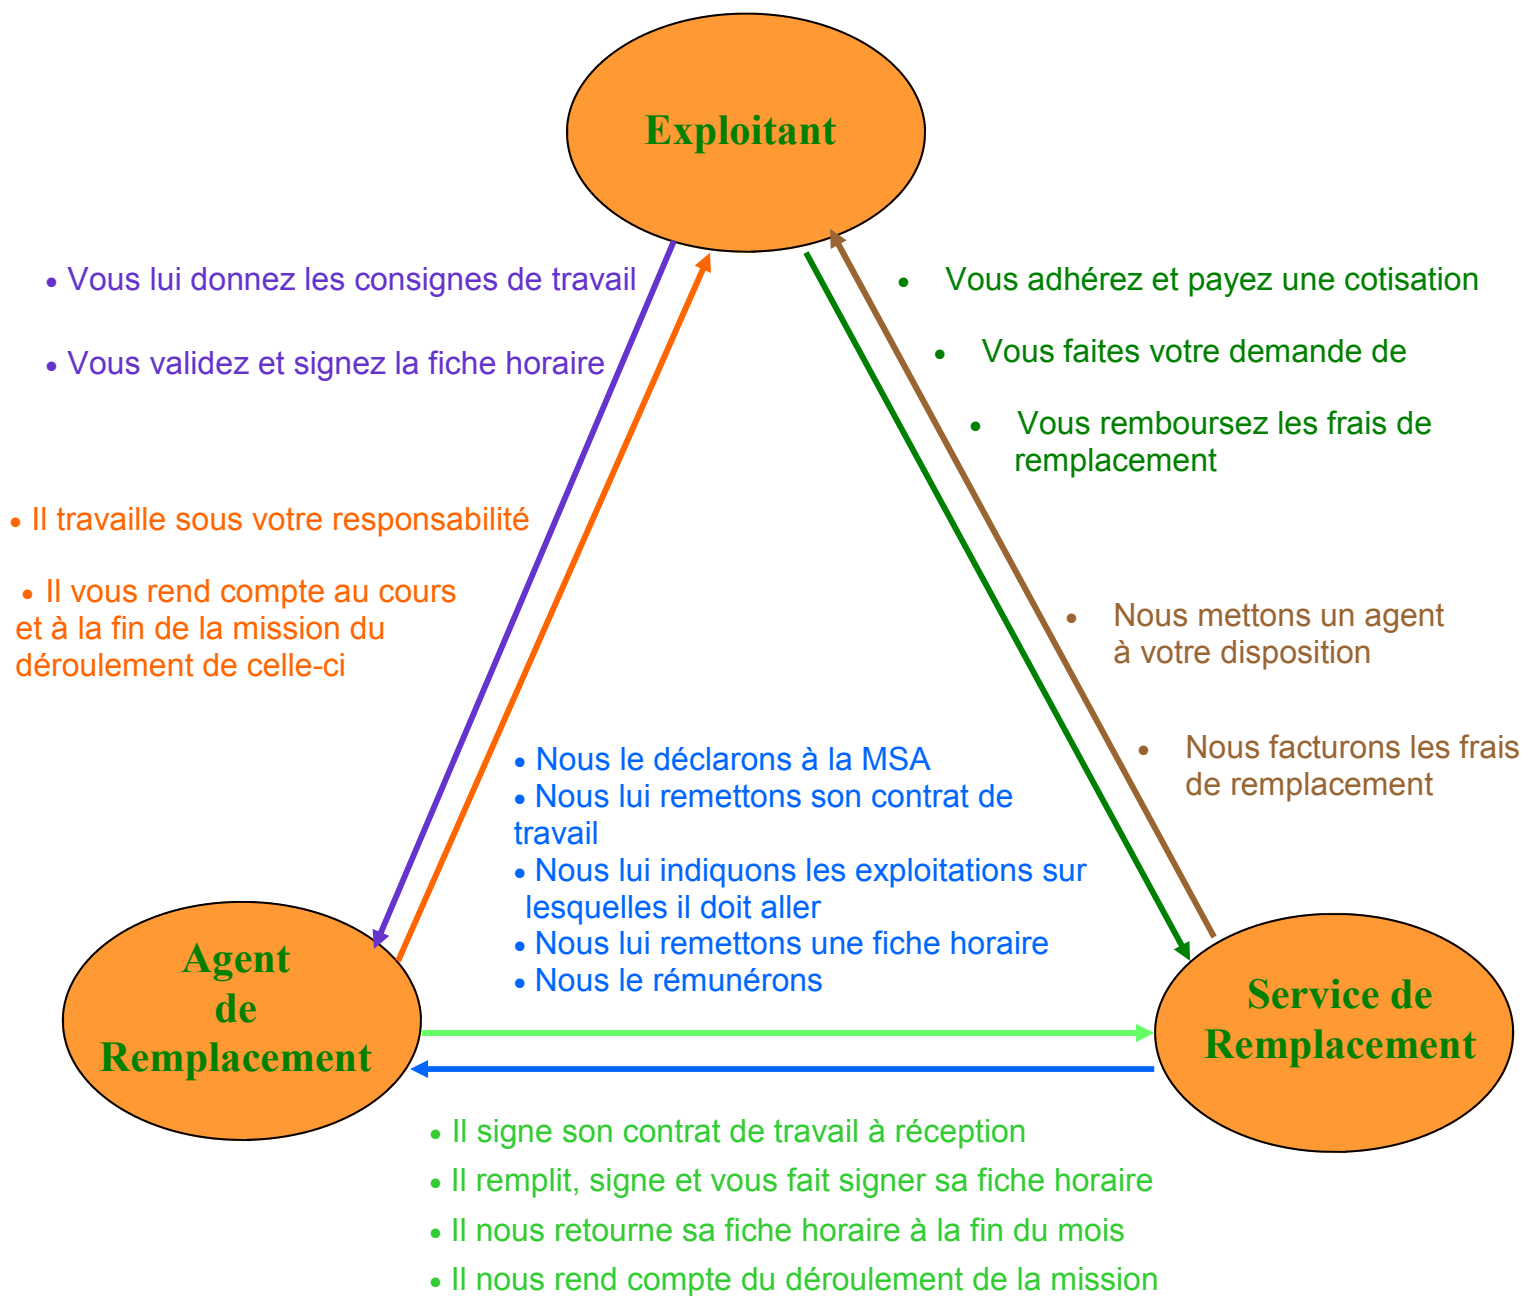 Exploitant
• Vous lui donnez les consignes de travail
• Vous validez et signez la fiche horaire
• Vous adhérez et payez une cotisation
• Vous faites votre demande de
• Vous remboursez les frais de
remplacement
• Il travaille sous votre responsabilité
• Il vous rend compte au cours
et à la fin de la mission du
déroulement de celle-ci
• Nous mettons un agent
à votre disposition
• Nous facturons les frais
de remplacement
• Nous le déclarons à la MSA
• Nous lui remettons son contrat de
travail
• Nous lui indiquons les exploitations sur
lesquelles il doit aller
• Nous lui remettons une fiche horaire
• Nous le rémunérons
Agent
de
Remplacement
Service de
Remplacement
• Il signe son contrat de travail à réception
• Il remplit, signe et vous fait signer sa fiche horaire
• Il nous retourne sa fiche horaire à la fin du mois
• Il nous rend compte du déroulement de la mission